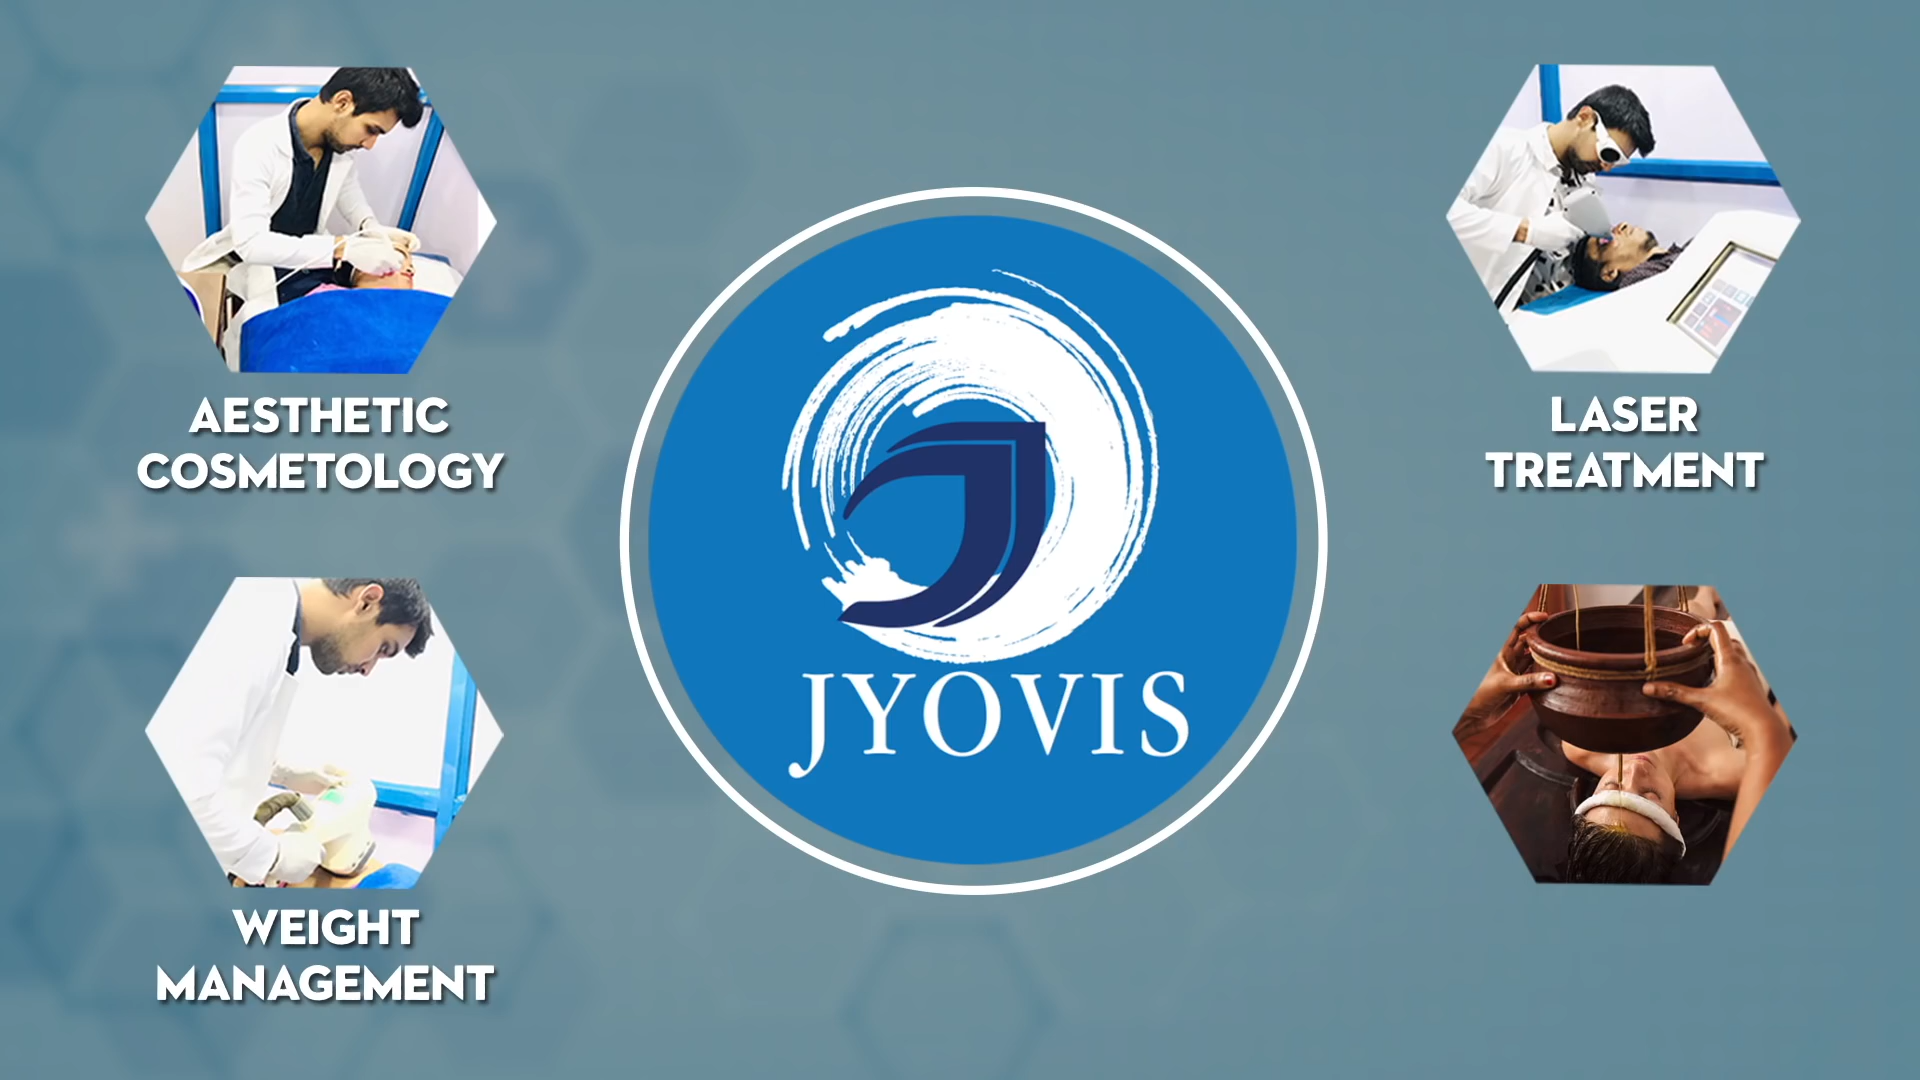 AESTHETIC
COSMETOLOGY
LASER
TREATMENT
JYOVIS
WEIGHT
MANAGEMENT